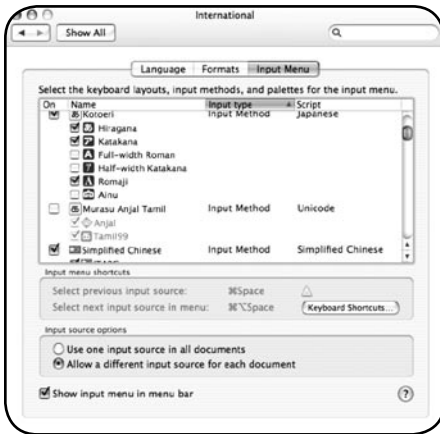 International
Show All
Language Formats Input Menu
Select the keyboard layouts, input methods, and palettes for the input menu.
On Name Input type Script
Kotoeri Input Method Japanese
Hiragana
Katakana
Full-width Roman
Half-width Katakana
Romaji
Ainu
Murasu Anjal Tamil Input Method Unicode
Anjal
Tamil99
Simplified Chinese Input Method Simplified Chinese
Input menu shortcuts
Select previous input source: ⌘Space
Select next input source in menu: ⌘⌥Space Keyboard Shortcuts...
Input source options
Use one input source in all documents
Allow a different input source for each document
Show input menu in menu bar ?